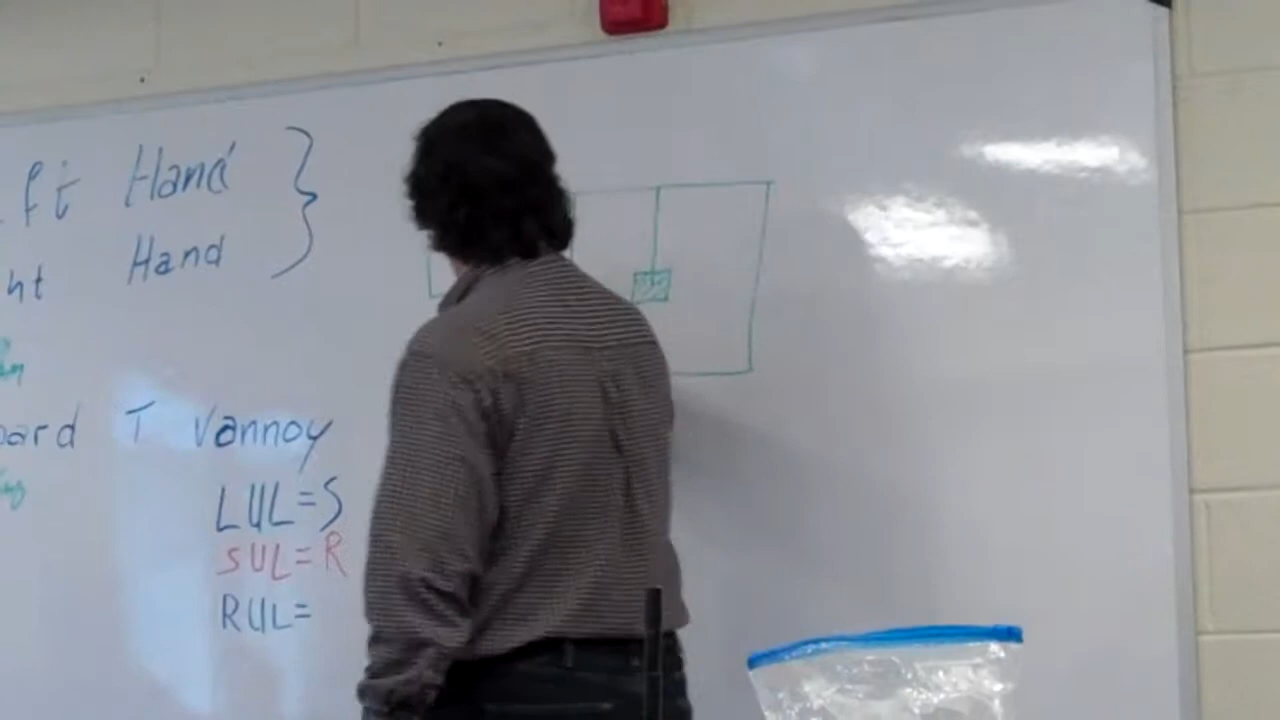 ft Hand
ht Hand
oard T Vannoy
LUL=S
SUL=R
RUL=